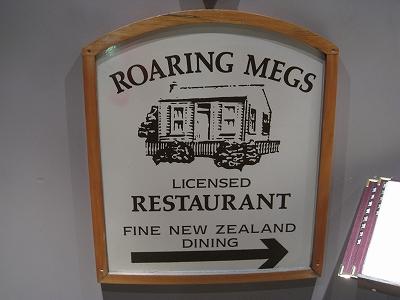 ROARING MEGS
LICENSED
RESTAURANT
FINE NEW ZEALAND
DINING